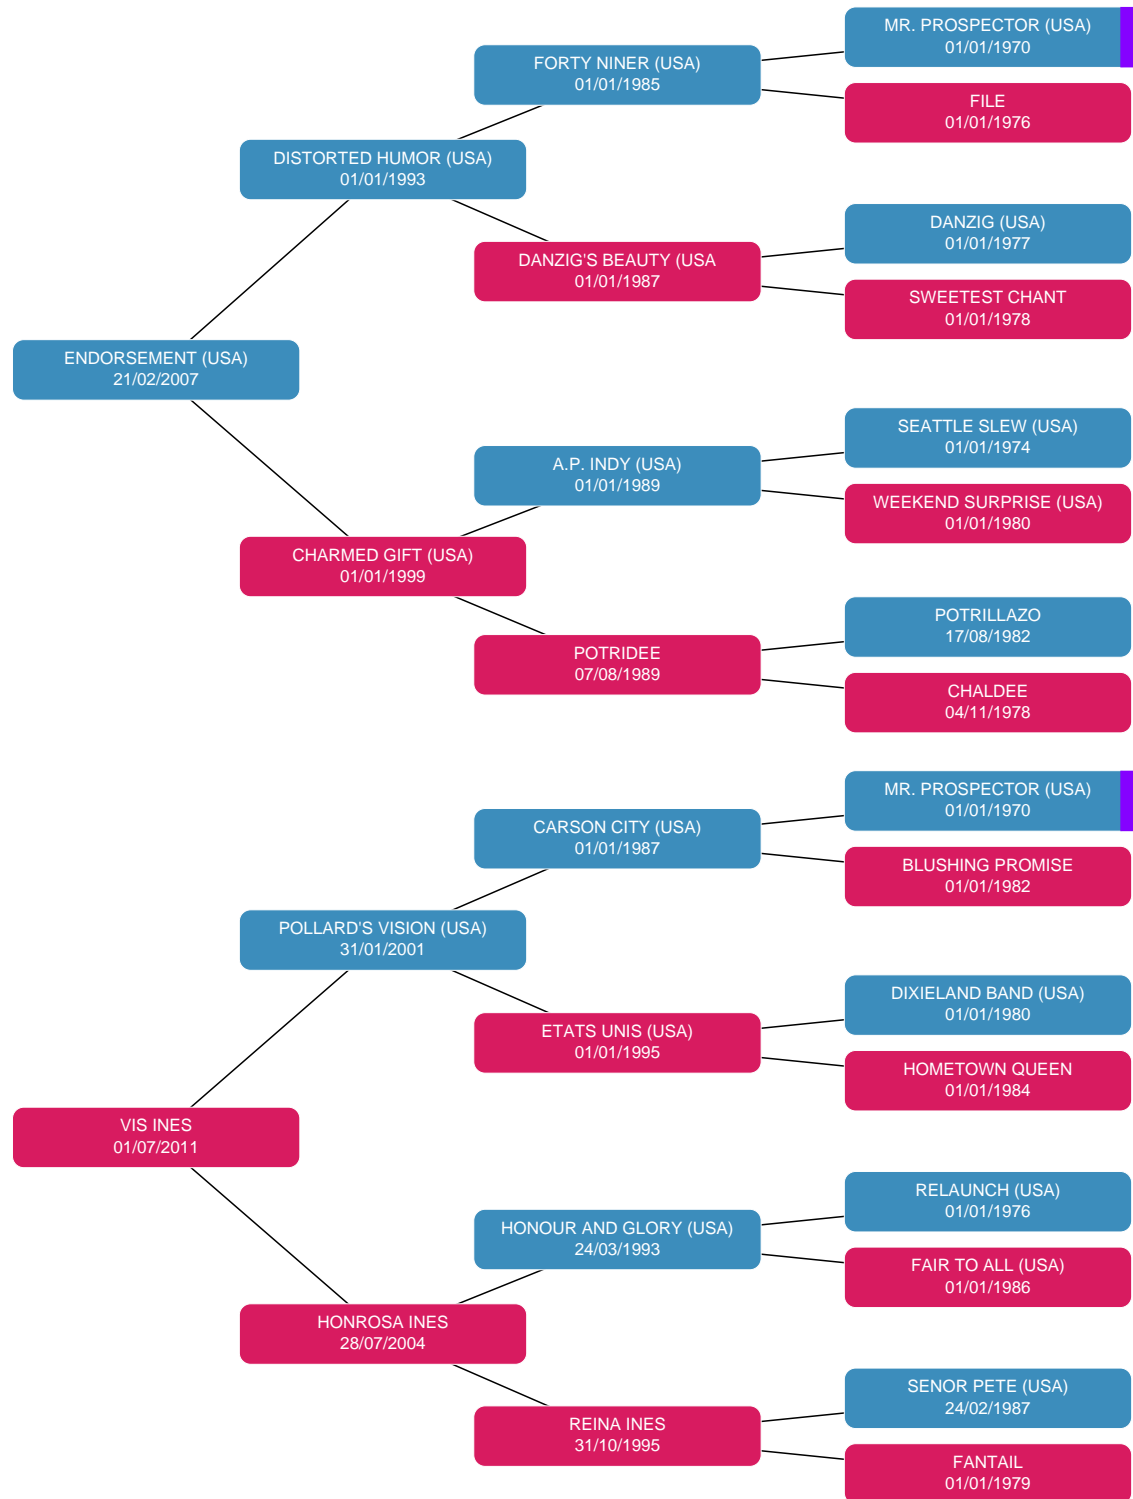 MR. PROSPECTOR (USA)
01/01/1970
FORTY NINER (USA)
01/01/1985
FILE
01/01/1976
DISTORTED HUMOR (USA)
01/01/1993
DANZIG (USA)
01/01/1977
DANZIG'S BEAUTY (USA
01/01/1987
SWEETEST CHANT
01/01/1978
ENDORSEMENT (USA)
21/02/2007
SEATTLE SLEW (USA)
01/01/1974
A.P. INDY (USA)
01/01/1989
WEEKEND SURPRISE (USA)
01/01/1980
CHARMED GIFT (USA)
01/01/1999
POTRILLAZO
17/08/1982
POTRIDEE
07/08/1989
CHALDEE
04/11/1978
MR. PROSPECTOR (USA)
01/01/1970
CARSON CITY (USA)
01/01/1987
BLUSHING PROMISE
01/01/1982
POLLARD'S VISION (USA)
31/01/2001
DIXIELAND BAND (USA)
01/01/1980
ETATS UNIS (USA)
01/01/1995
HOMETOWN QUEEN
01/01/1984
VIS INES
01/07/2011
RELAUNCH (USA)
01/01/1976
HONOUR AND GLORY (USA)
24/03/1993
FAIR TO ALL (USA)
01/01/1986
HONROSA INES
28/07/2004
SENOR PETE (USA)
24/02/1987
REINA INES
31/10/1995
FANTAIL
01/01/1979